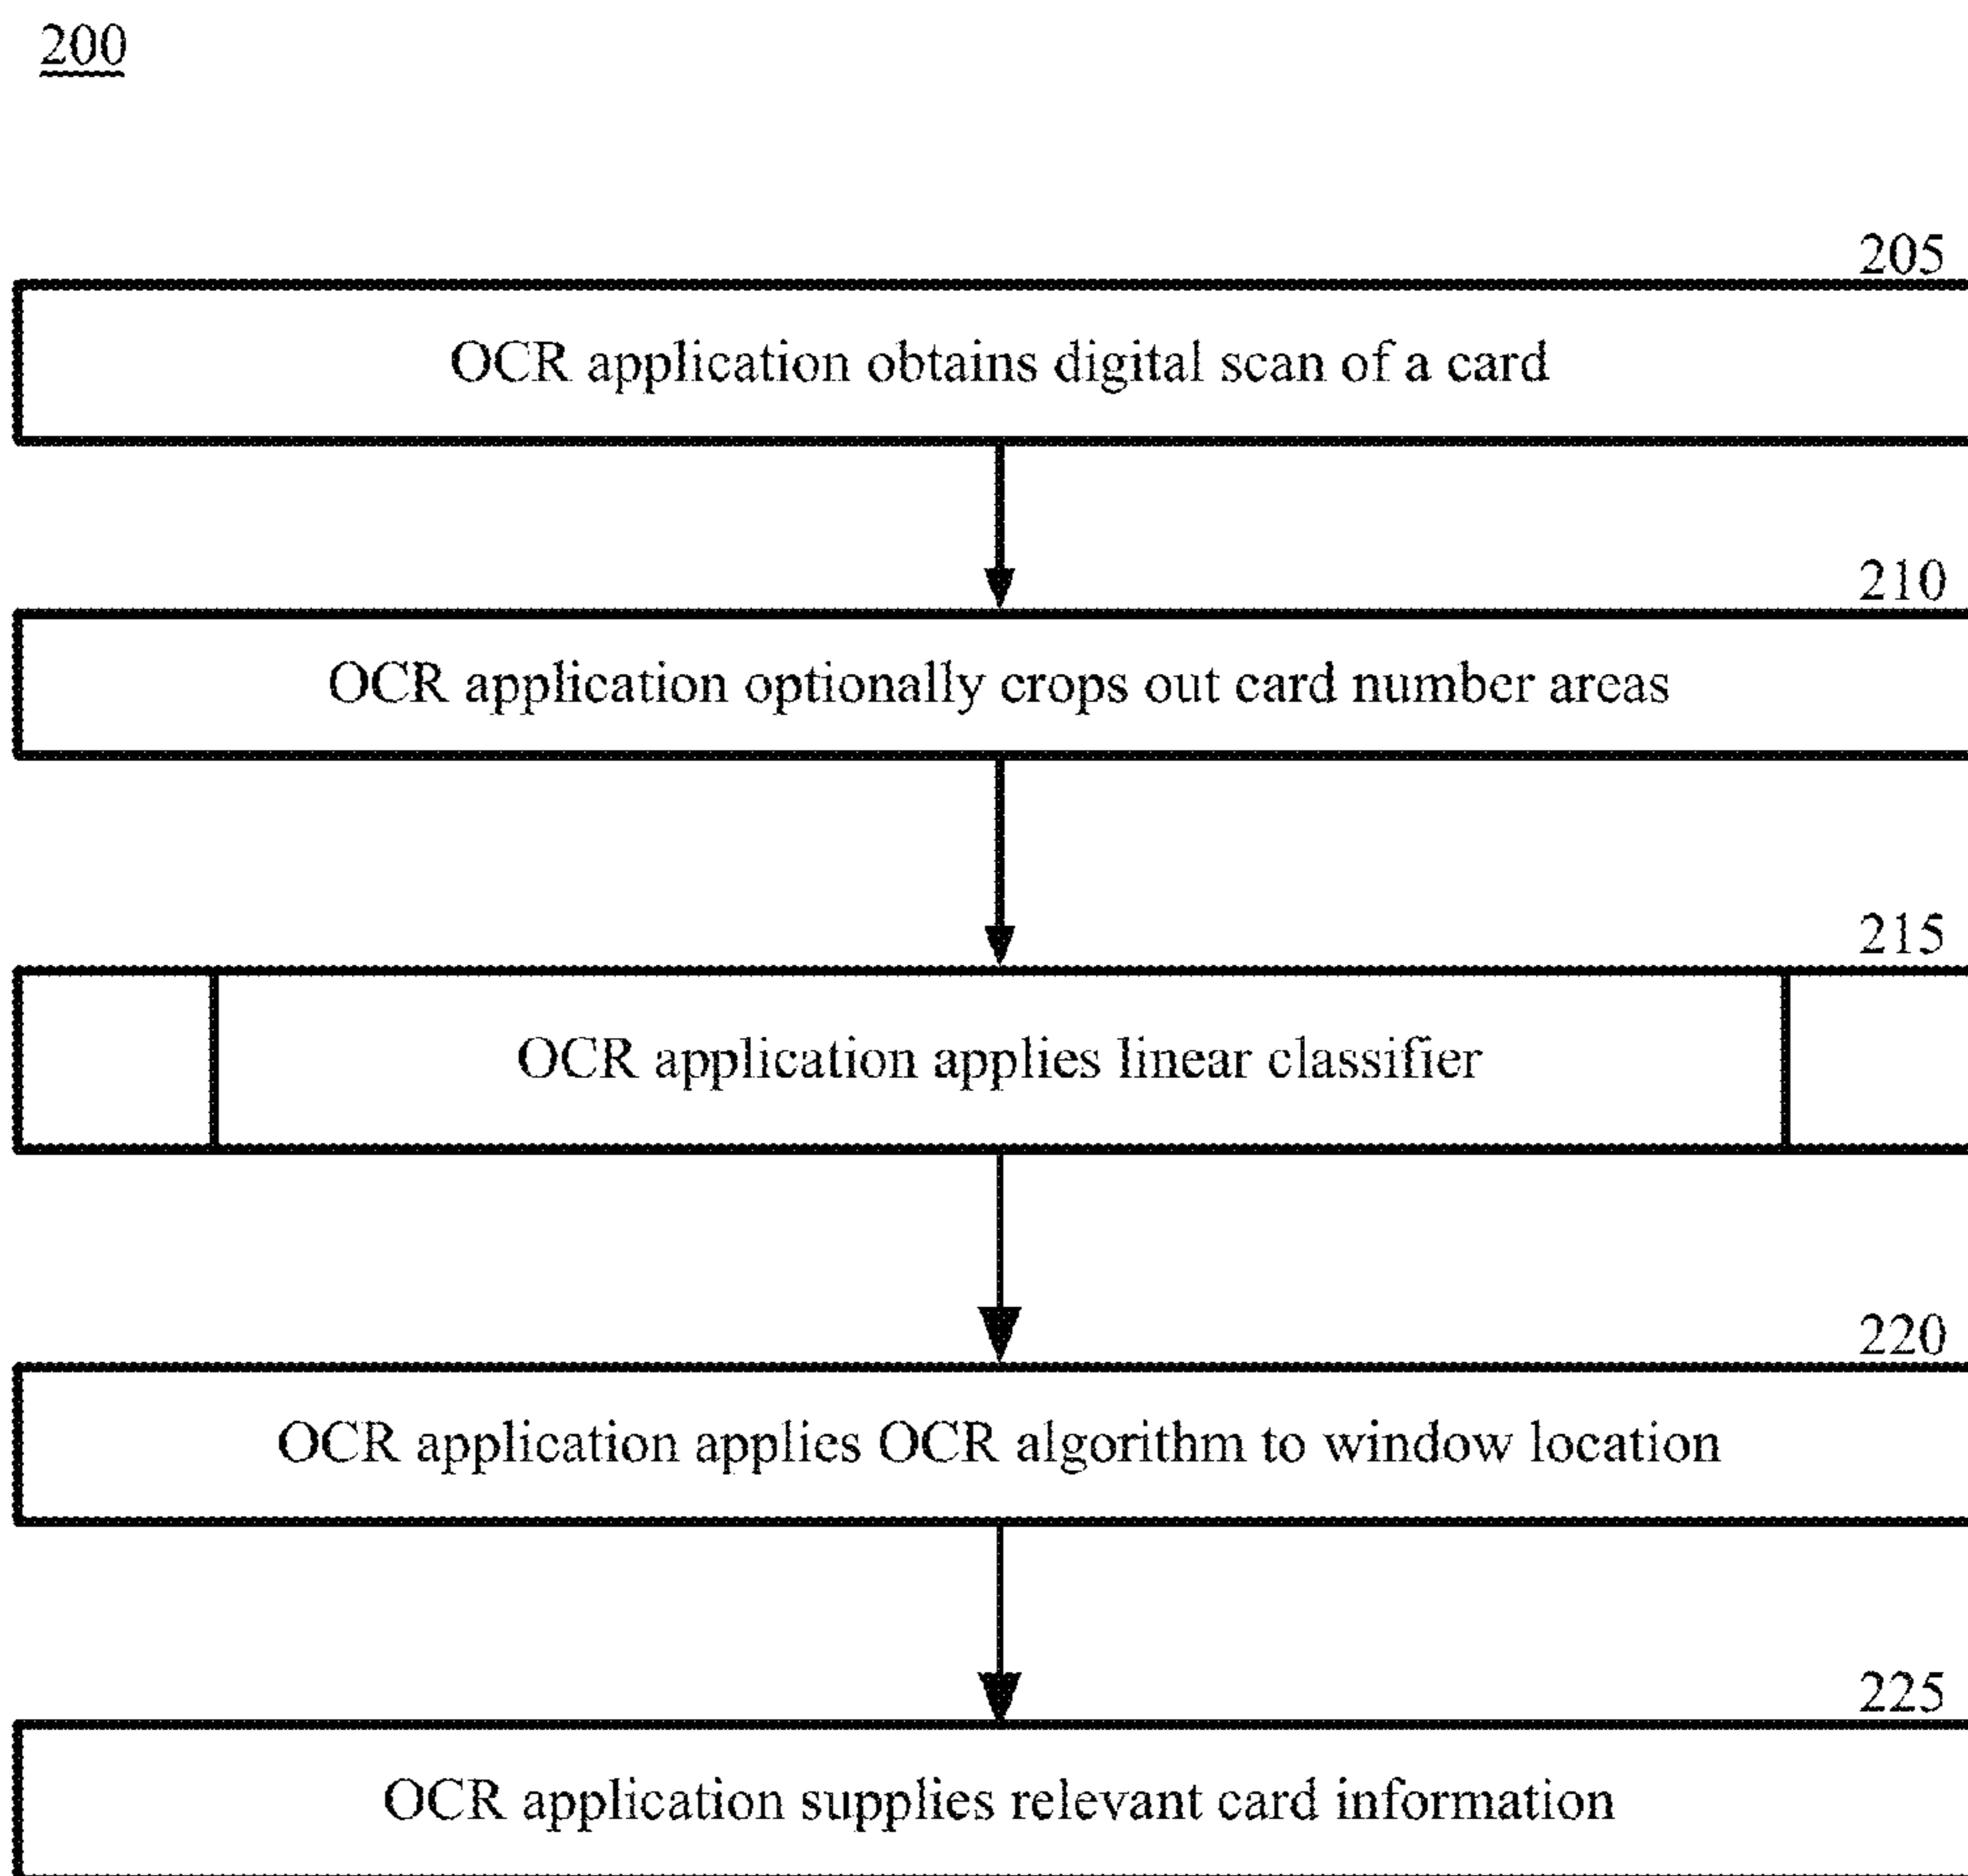 200
205
OCR application obtains digital scan of a card
210
OCR application optionally crops out card number areas
215
OCR application applies linear classifier
220
OCR application applies OCR algorithm to window location
225
OCR application supplies relevant card information